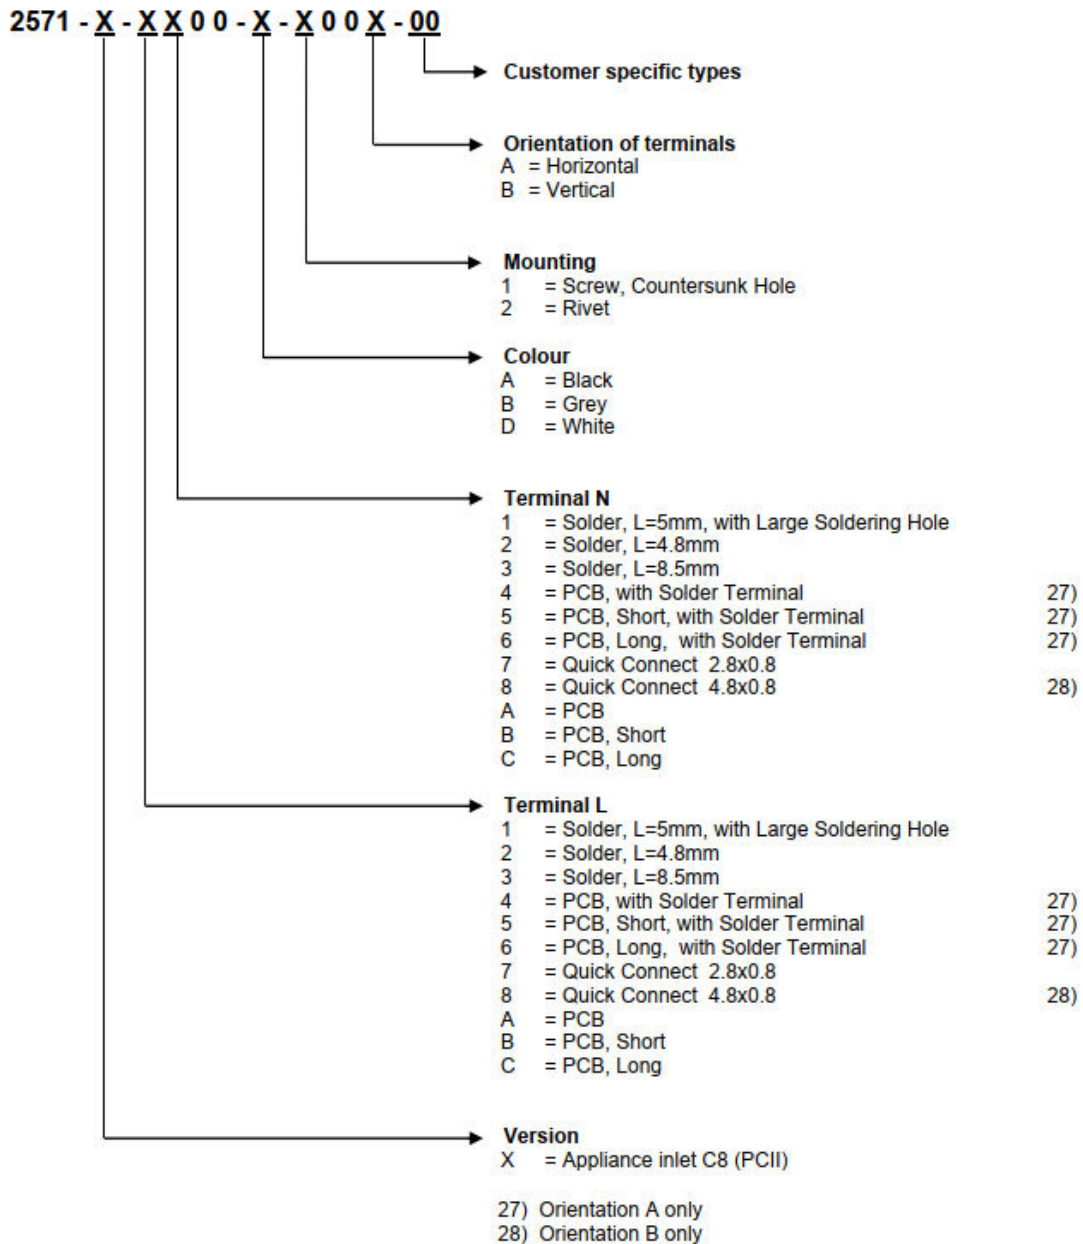 2571 - X - X X 0 0 - X - X 0 0 X - 00
Customer specific types
Orientation of terminals
A = Horizontal
B = Vertical
Mounting
1 = Screw, Countersunk Hole
2 = Rivet
Colour
A = Black
B = Grey
D = White
Terminal N
1 = Solder, L=5mm, with Large Soldering Hole
2 = Solder, L=4.8mm
3 = Solder, L=8.5mm
4 = PCB, with Solder Terminal 27)
5 = PCB, Short, with Solder Terminal 27)
6 = PCB, Long, with Solder Terminal 27)
7 = Quick Connect 2.8x0.8
8 = Quick Connect 4.8x0.8 28)
A = PCB
B = PCB, Short
C = PCB, Long
Terminal L
1 = Solder, L=5mm, with Large Soldering Hole
2 = Solder, L=4.8mm
3 = Solder, L=8.5mm
4 = PCB, with Solder Terminal 27)
5 = PCB, Short, with Solder Terminal 27)
6 = PCB, Long, with Solder Terminal 27)
7 = Quick Connect 2.8x0.8
8 = Quick Connect 4.8x0.8 28)
A = PCB
B = PCB, Short
C = PCB, Long
Version
X = Appliance inlet C8 (PCII)
27) Orientation A only
28) Orientation B only